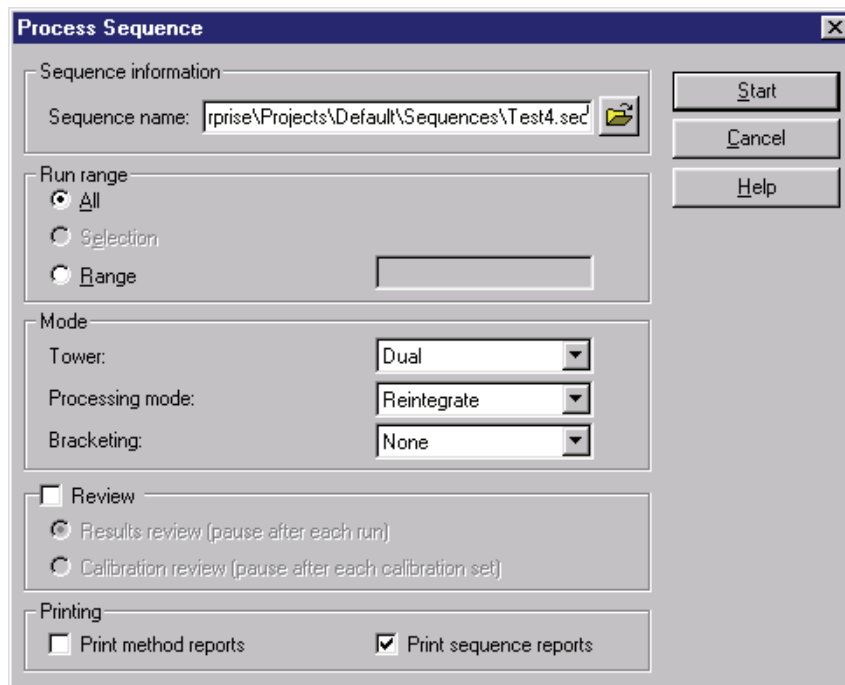 Process Sequence
Sequence information
Sequence name: rprise\Projects\Default\Sequences\Test4.sec
Start
Cancel
Help
Run range
All
Selection
Range
Mode
Tower: Dual
Processing mode: Reintegrate
Bracketing: None
Review
Results review (pause after each run)
Calibration review (pause after each calibration set)
Printing
Print method reports Print sequence reports